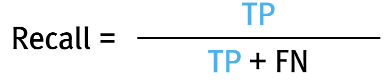 TP
Recall =
TP + FN